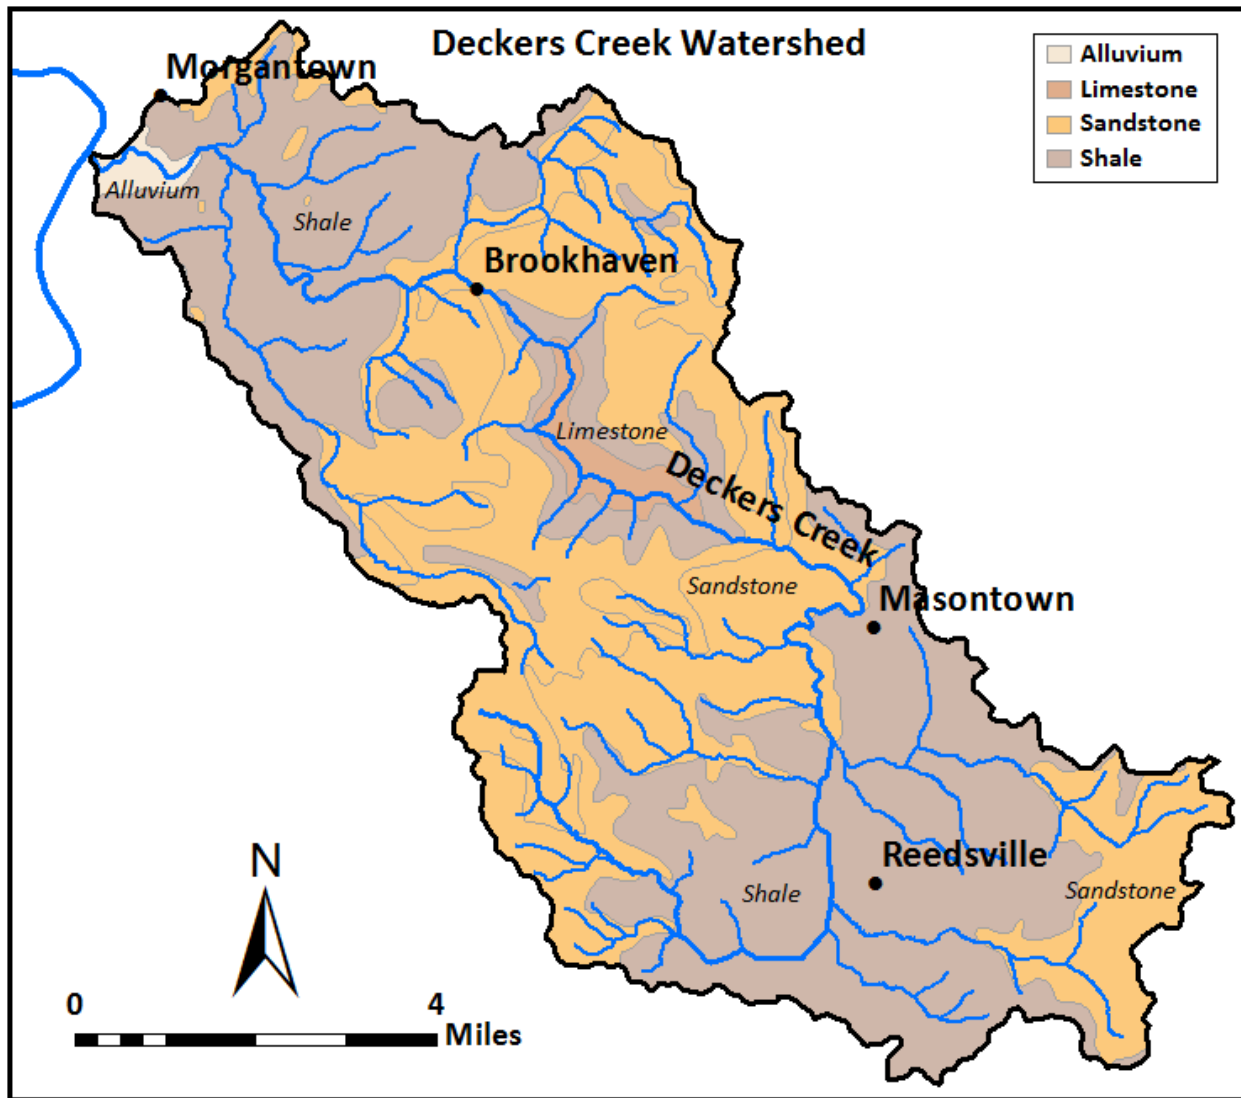 Deckers Creek Watershed
Alluvium
Limestone
Sandstone
Shale
Morgantown
Alluvium
Shale
Brookhaven
Limestone
Deckers Creek
Sandstone
Masontown
Reedsville
Shale
Sandstone
N
0 4
Miles